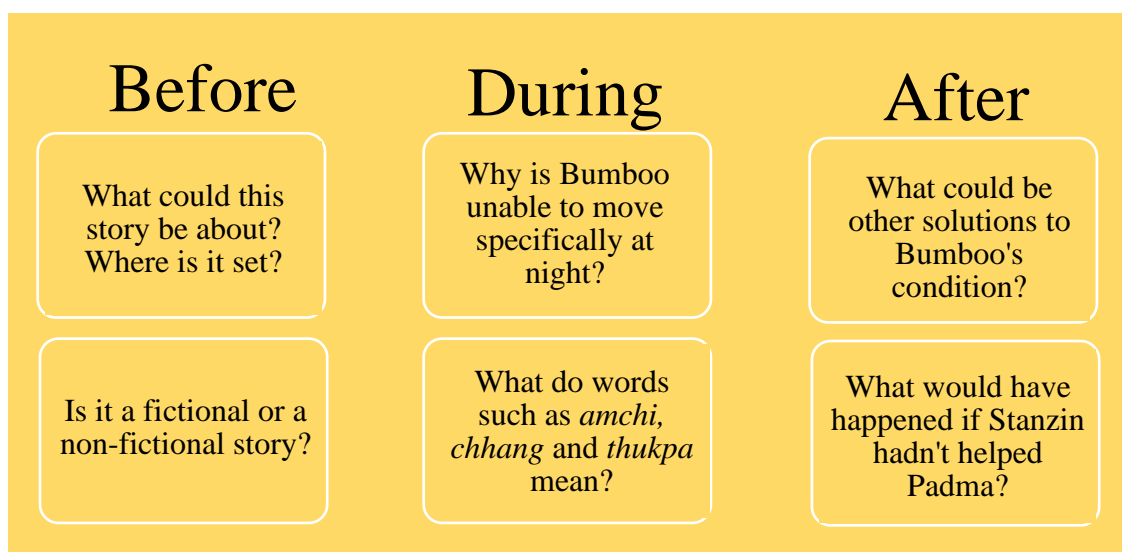 Before
What could this
story be about?
Where is it set?
Is it a fictional or a
non-fictional story?
During
Why is Bumboo
unable to move
specifically at
night?
What do words
such as amchi,
chhang and thukpa
mean?
After
What could be
other solutions to
Bumboo's
condition?
What would have
happened if Stanzin
hadn't helped
Padma?